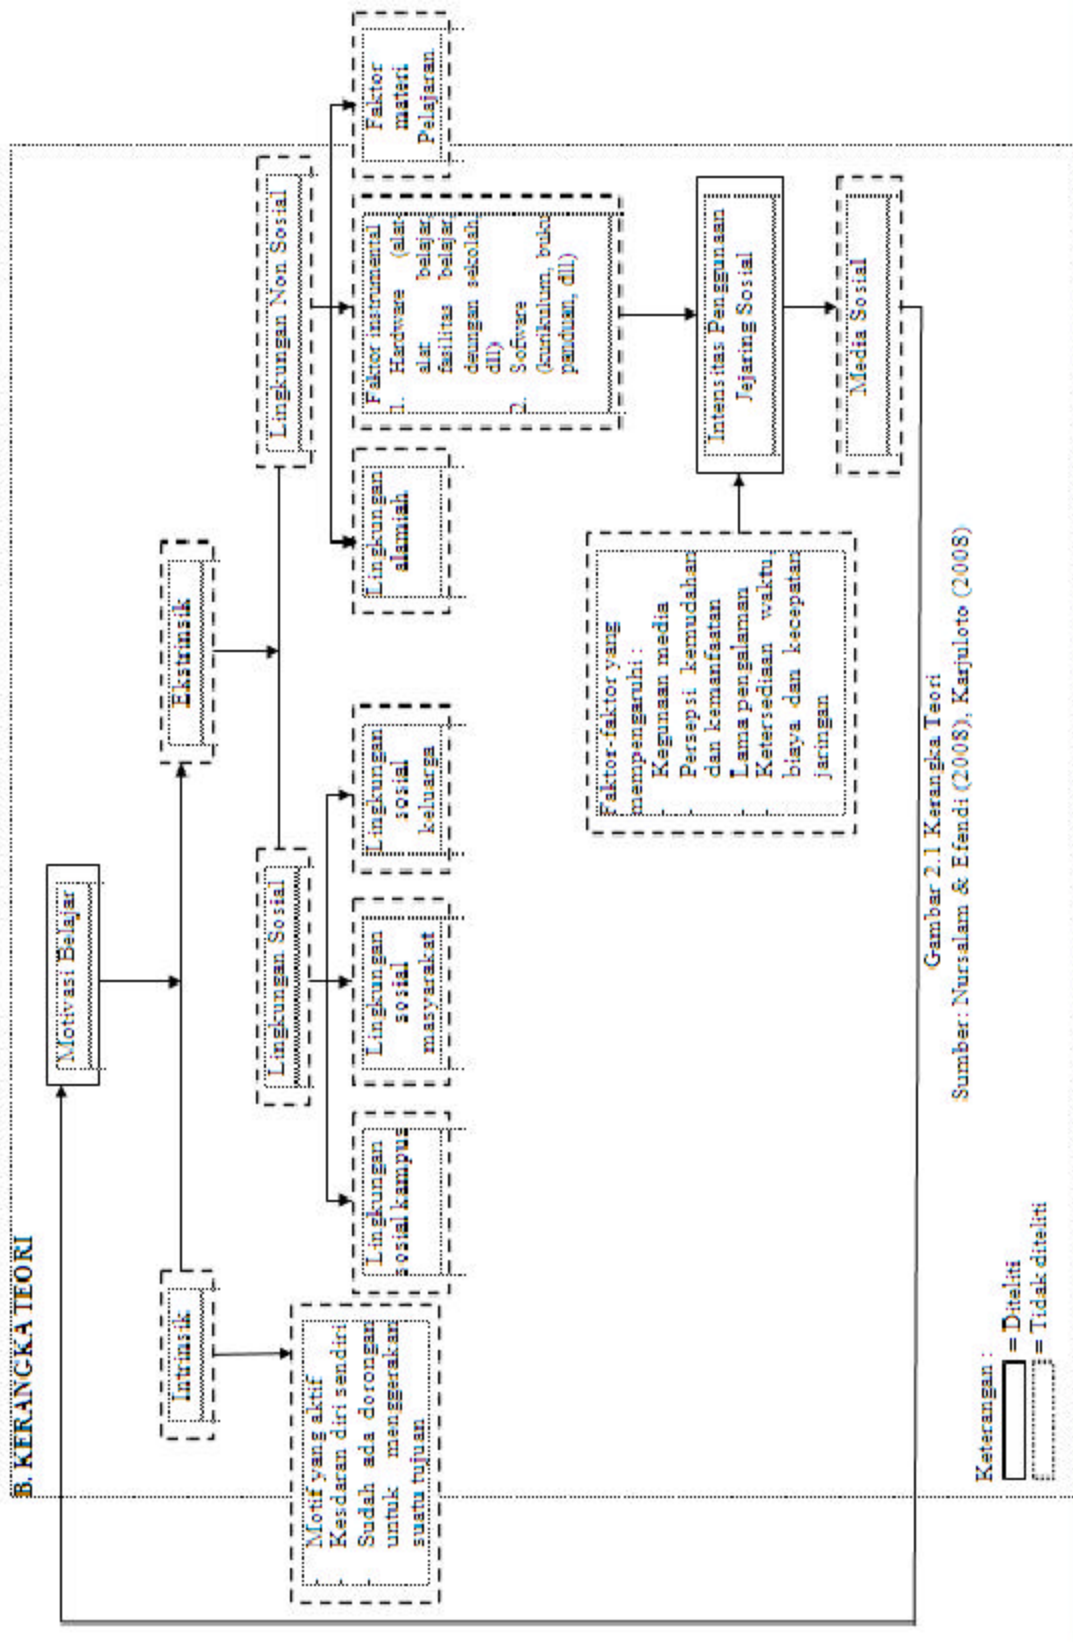 B. KERANGKA TEORI
Motivasi Belajar
Intrinsik
Ekstrinsik
Motif yang aktif
Kesdaran diri sendiri
Sudah ada dorongan
untuk menggerakan
suatu tujuan
Lingkungan Sosial
Lingkungan Non Sosial
Lingkungan
sosial kampus
Lingkungan
sosial
masyarakat
Lingkungan
sosial
keluarga
Lingkungan
alamiah
Faktor instrumental
1. Hardware (alat-
alat belajar,
fasilitas belajar,
deungan sekolah,
dll)
2. Sofware
(kurikulum, buku
panduan, dll)
Faktor
materi
Pelajaran
Faktor-faktor yang
mempengaruhi :
- Kegunaan media
- Persepsi kemudahan
dan kemanfaatan
- Lama pengalaman
- Ketersediaan waktu,
biaya dan kecepatan
jaringan
Intensitas Penggunaan
Jejaring Sosial
Media Sosial
Gambar 2.1 Kerangka Teori
Sumber: Nursalam & Efendi (2008), Karjuloto (2008)
Keterangan :
= Diteliti
= Tidak diteliti